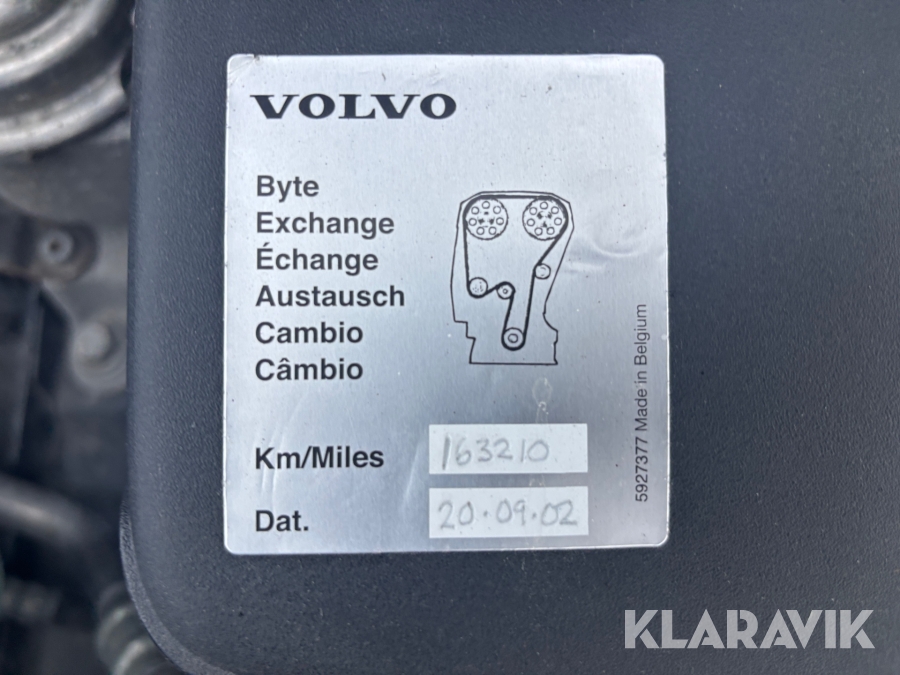 VOLVO
Byte
Exchange
Échange
Austausch
Cambio
Câmbio
Km/Miles 163210
Dat. 20.09.02
5927377 Made in Belgium
KLARAVIK